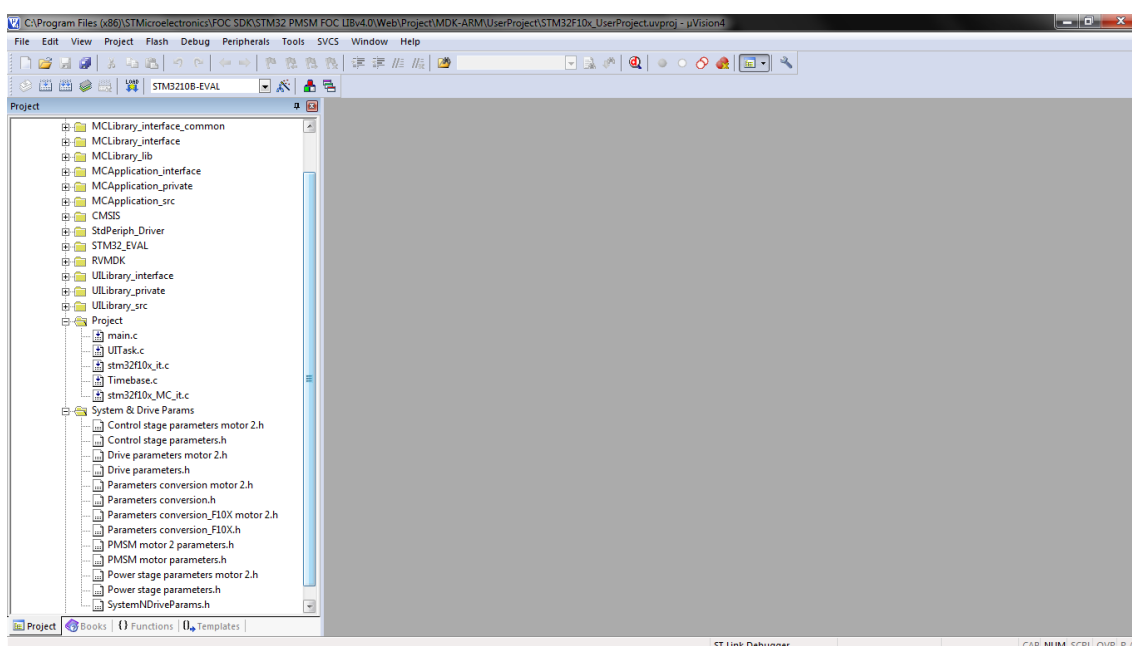 C:\Program Files (x86)\STMicroelectronics\FOC SDK\STM32 PMSM FOC LIBv4.0\Web\Project\MDK-ARM\UserProject\STM32F10x_UserProject.uvproj - µVision4
File Edit View Project Flash Debug Peripherals Tools SVCS Window Help
LOAD STM3210B-EVAL
Project
MCLibrary_interface_common
MCLibrary_interface
MCLibrary_lib
MCApplication_interface
MCApplication_private
MCApplication_src
CMSIS
StdPeriph_Driver
STM32_EVAL
RVMDK
UILibrary_interface
UILibrary_private
UILibrary_src
Project
main.c
UITask.c
stm32f10x_it.c
Timebase.c
stm32f10x_MC_it.c
System & Drive Params
Control stage parameters motor 2.h
Control stage parameters.h
Drive parameters motor 2.h
Drive parameters.h
Parameters conversion motor 2.h
Parameters conversion.h
Parameters conversion_F10X motor 2.h
Parameters conversion_F10X.h
PMSM motor 2 parameters.h
PMSM motor parameters.h
Power stage parameters motor 2.h
Power stage parameters.h
SystemNDriveParams.h
Project Books {} Functions Templates
ST-Link Debugger CAP NUM SCRL OVR R